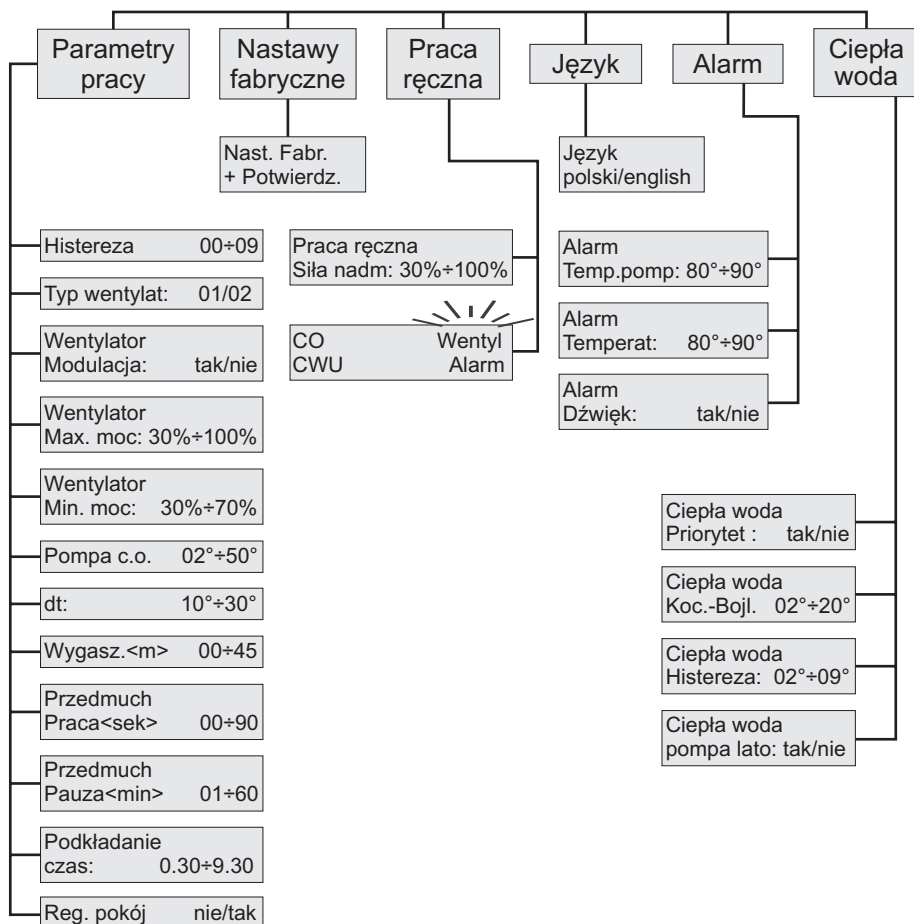 Parametry
pracy
Nastawy
fabryczne
Praca
ręczna
Język
Alarm
Ciepła
woda
Nast. Fabr.
+ Potwierdz.
Język
polski/english
Histereza 00÷09
Typ wentylat: 01/02
Wentylator
Modulacja: tak/nie
Wentylator
Max. moc: 30%÷100%
Wentylator
Min. moc: 30%÷70%
Pompa c.o. 02°÷50°
dt: 10°÷30°
Wygasz.<m> 00÷45
Przedmuch
Praca<sek> 00÷90
Przedmuch
Pauza<min> 01÷60
Podkładanie
czas: 0.30÷9.30
Reg. pokój nie/tak
Praca ręczna
Siła nadm: 30%÷100%
CO Wentyl
CWU Alarm
Alarm
Temp.pomp: 80°÷90°
Alarm
Temperat: 80°÷90°
Alarm
Dźwięk: tak/nie
Ciepła woda
Priorytet : tak/nie
Ciepła woda
Koc.-Bojl. 02°÷20°
Ciepła woda
Histereza: 02°÷09°
Ciepła woda
pompa lato: tak/nie